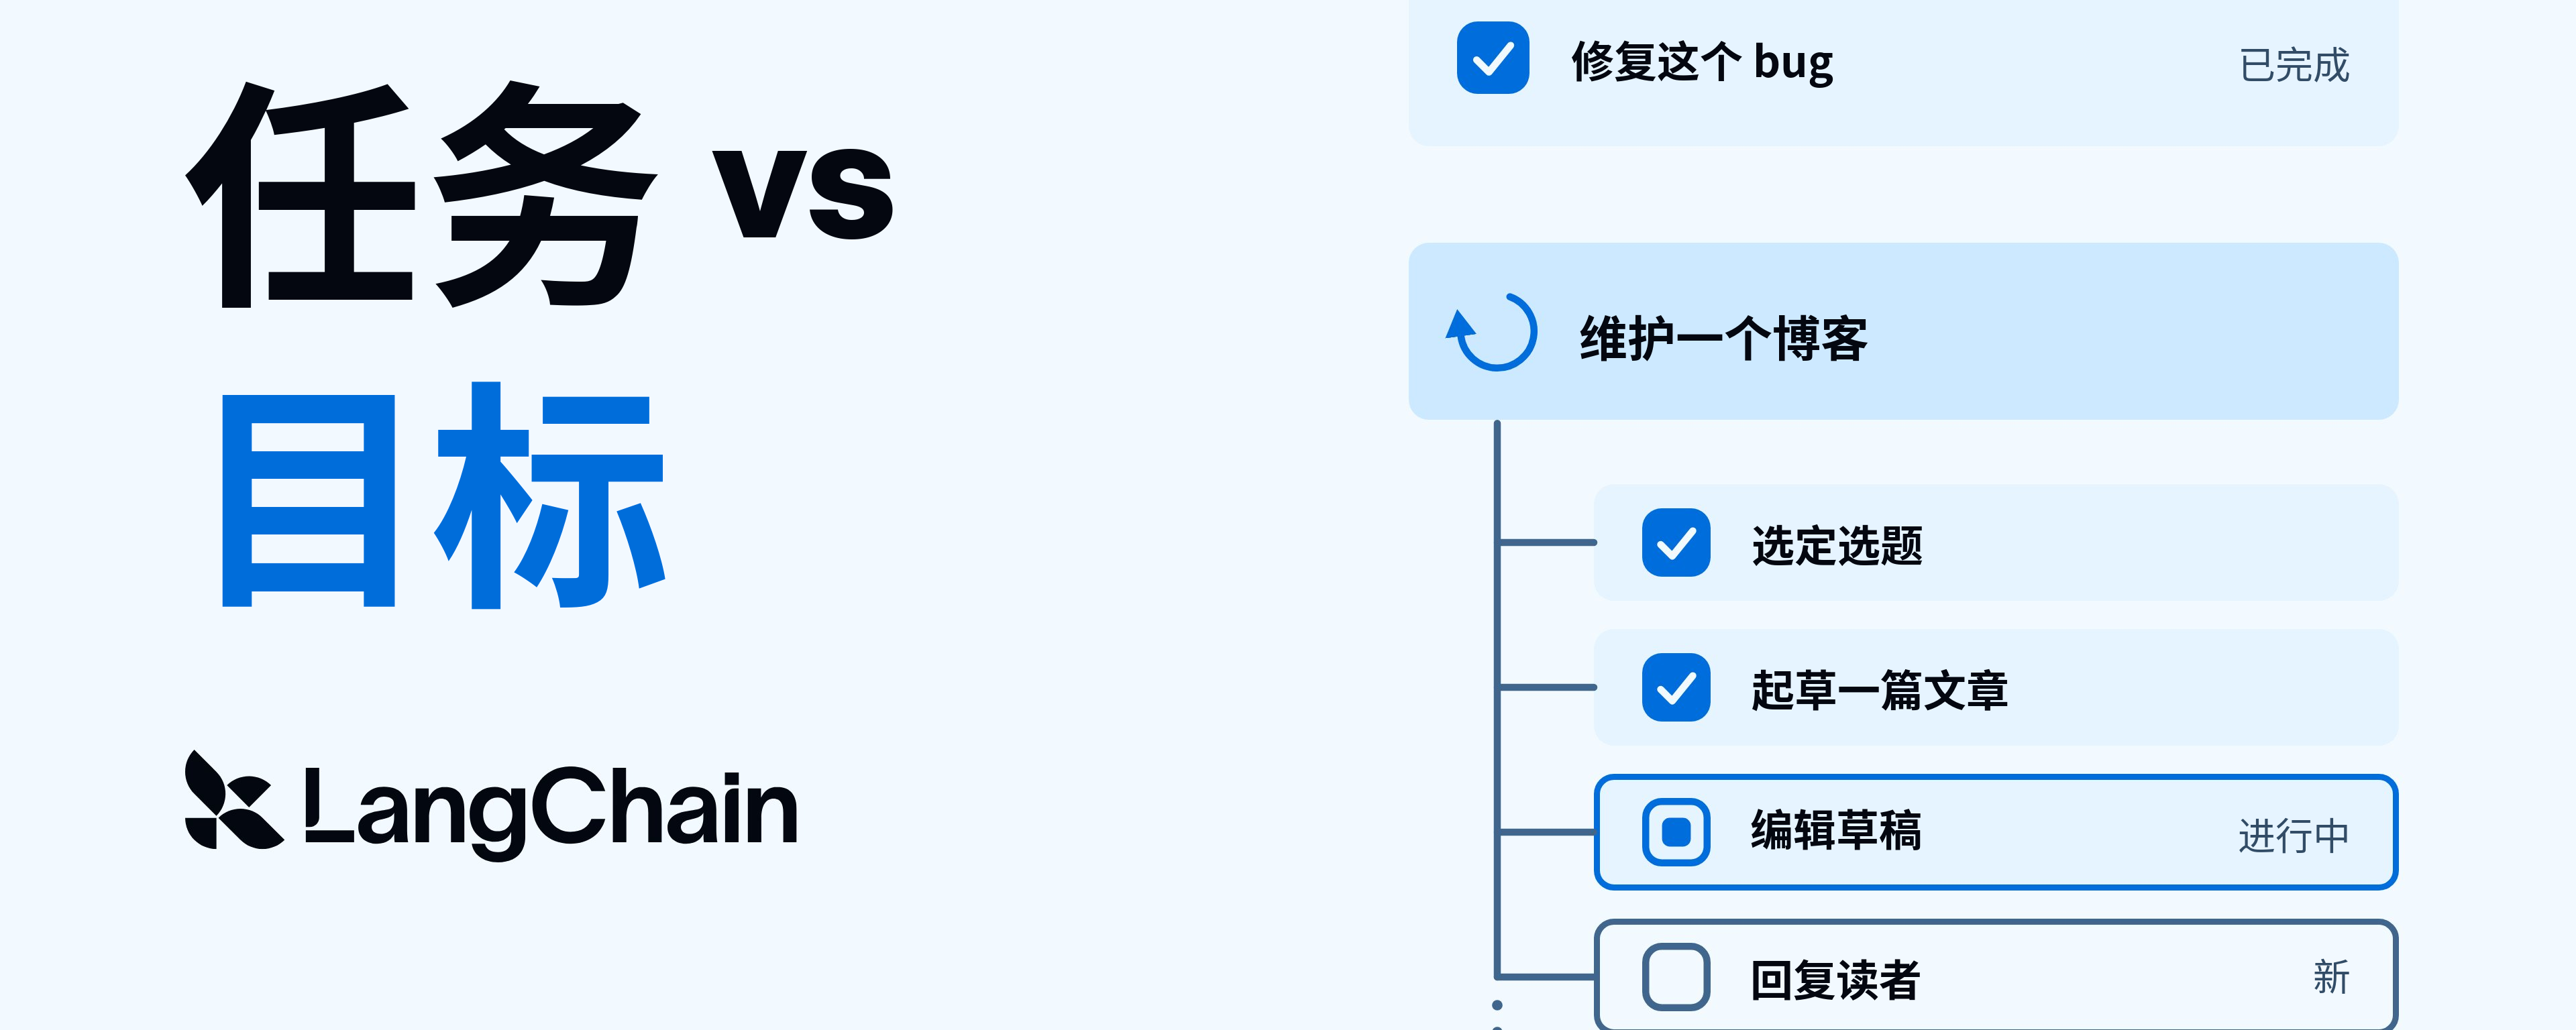 任务 vs
目标
LangChain
修复这个 bug
已完成
维护一个博客
选定选题
起草一篇文章
编辑草稿
进行中
回复读者
新